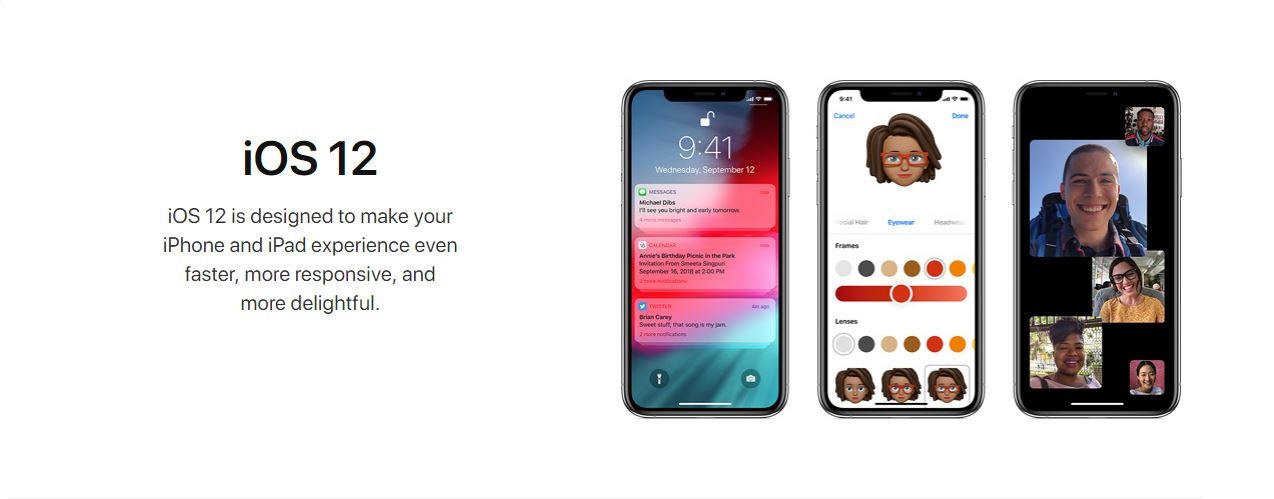 iOS 12
iOS 12 is designed to make your
iPhone and iPad experience even
faster, more responsive, and
more delightful.
9:41
Wednesday, September 12
MESSAGES now
Michael Dibs
I'll see you bright and early tomorrow.
4 more messages
CALENDAR now
Annie's Birthday Picnic in the Park
Invitation From Smeeta Singpuri
September 16, 2018 at 2:00 PM
2 more notifications
TWITTER 4m ago
Brian Carey
Sweet stuff, that song is my jam.
2 more notifications
9:41
Cancel Done
ocial Hair Eyewear Headwea
Frames
Lenses